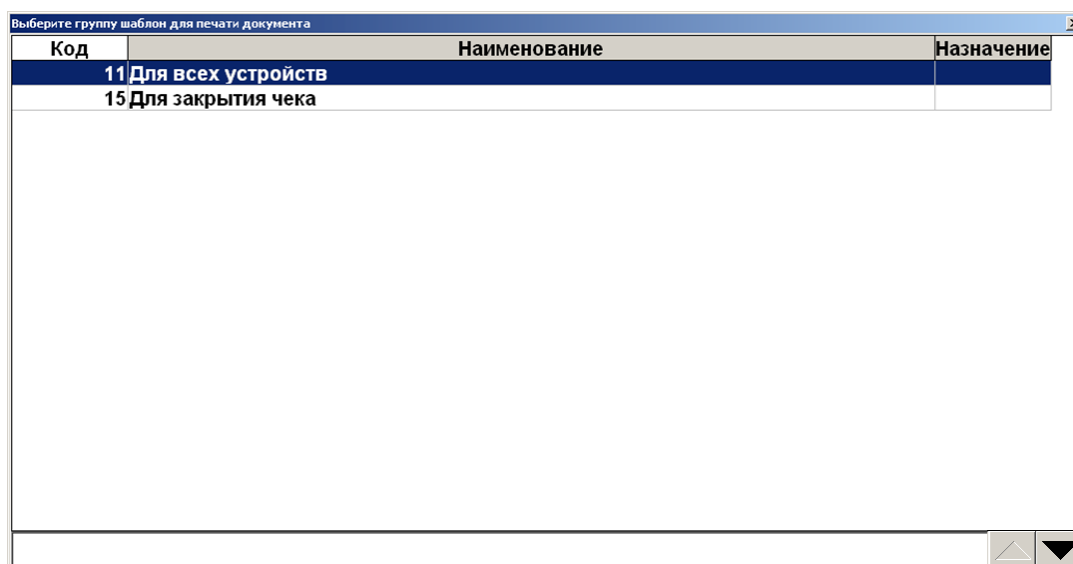 Выберите группу шаблон для печати документа
Код Наименование Назначение
11 Для всех устройств
15 Для закрытия чека